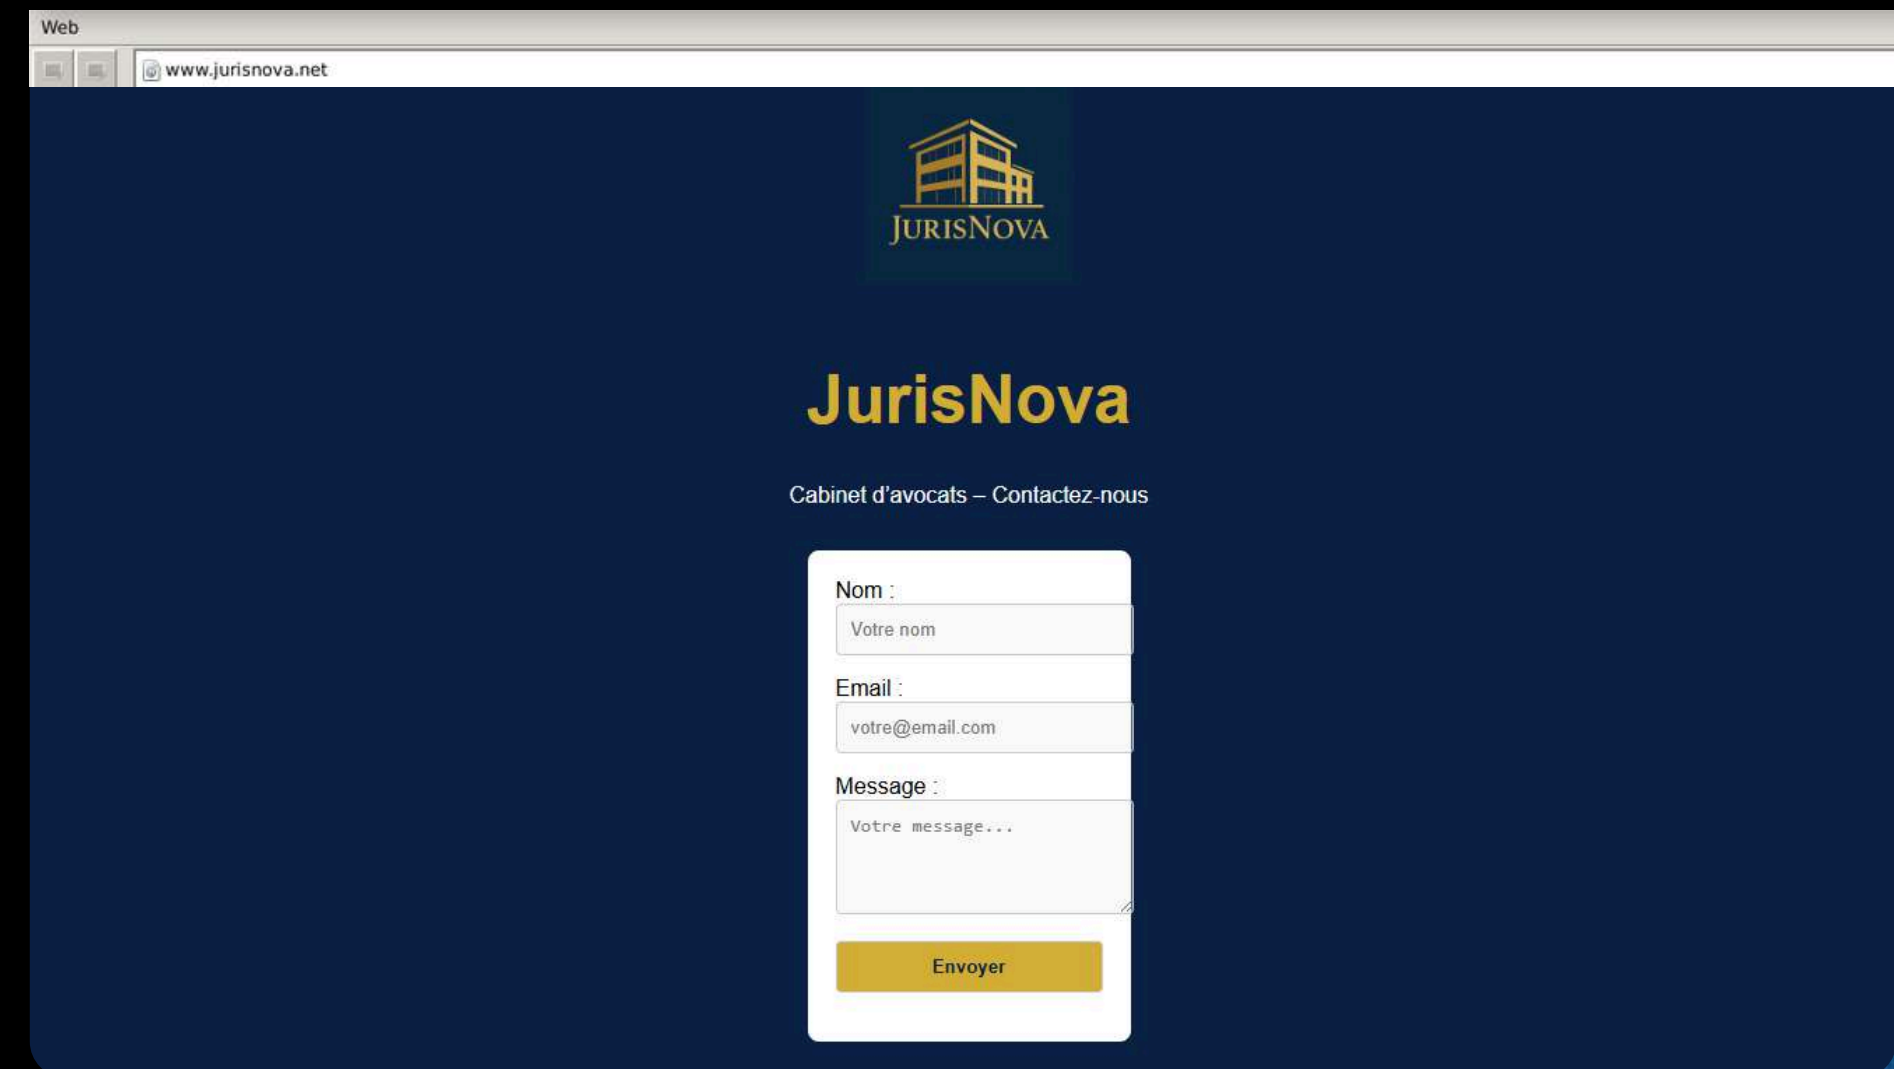 Web
www.jurisnova.net
JURISNOVA
JurisNova
Cabinet d’avocats – Contactez-nous
Nom :
Votre nom
Email :
votre@email.com
Message :
Votre message...
Envoyer